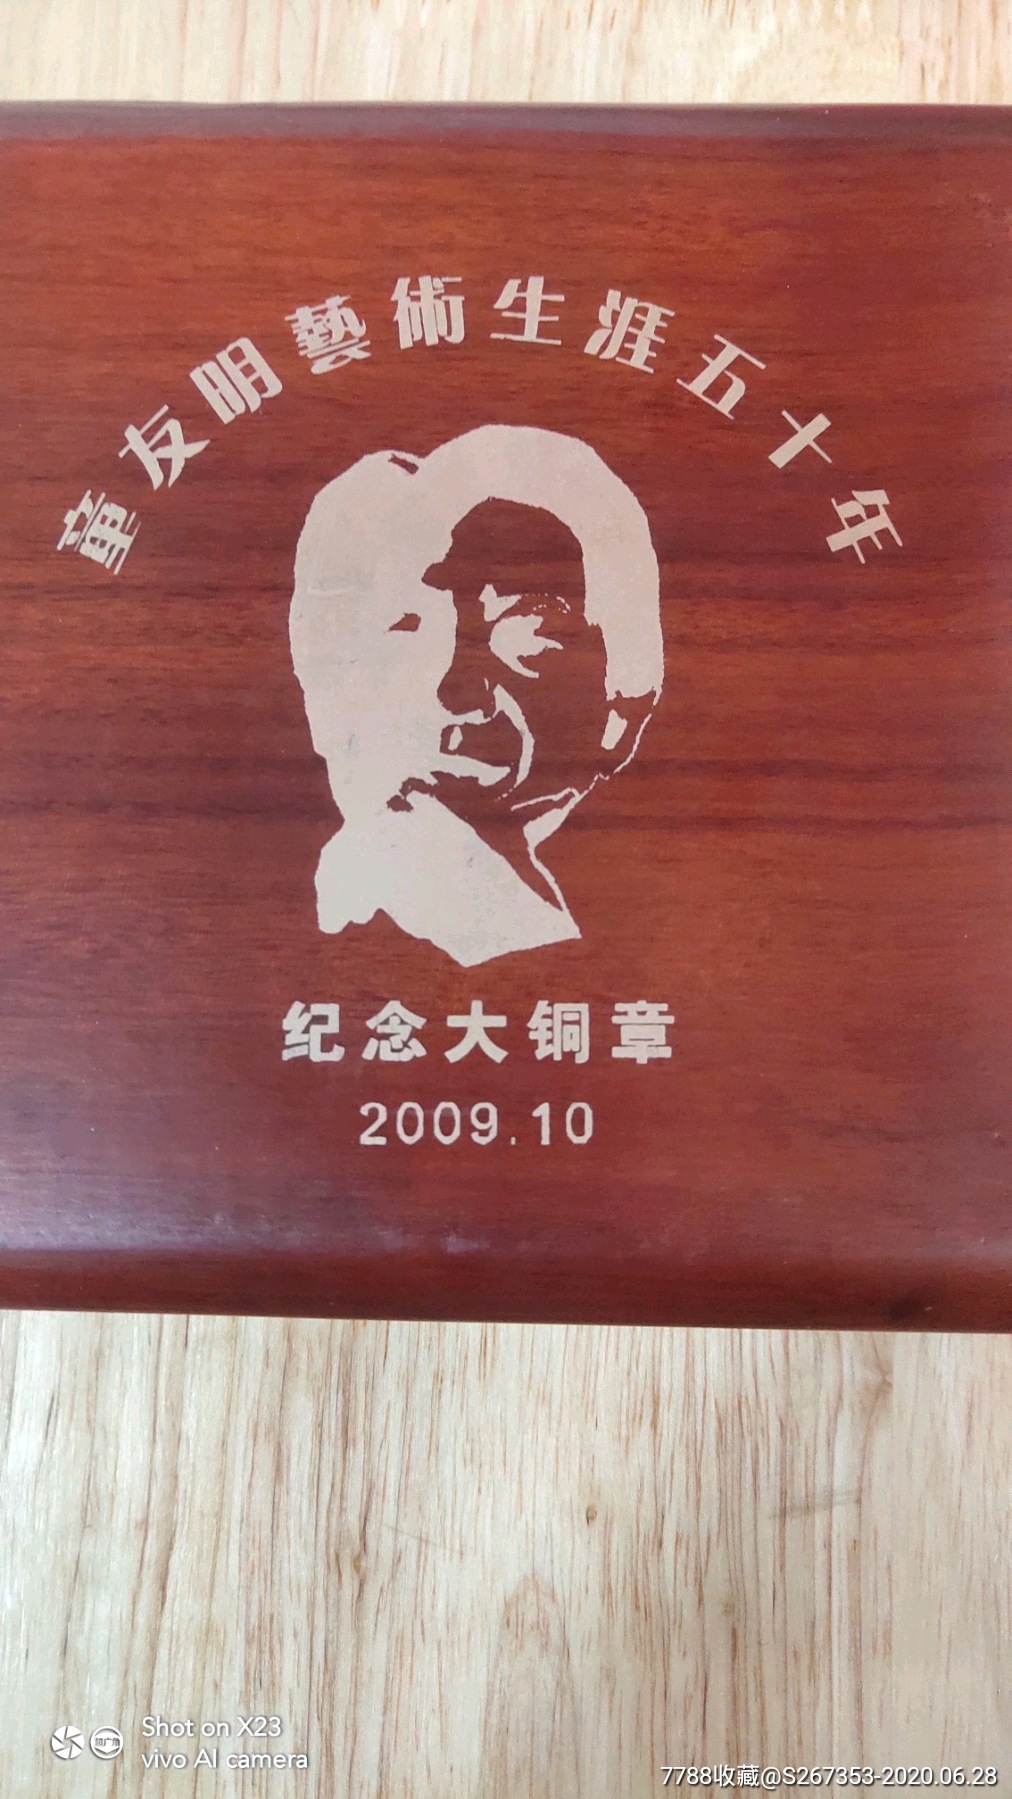 童友明藝術生涯五十年
纪念大铜章
2009.10
Shot on X23
vivo AI camera
7788收藏@S267353-2020.06.28